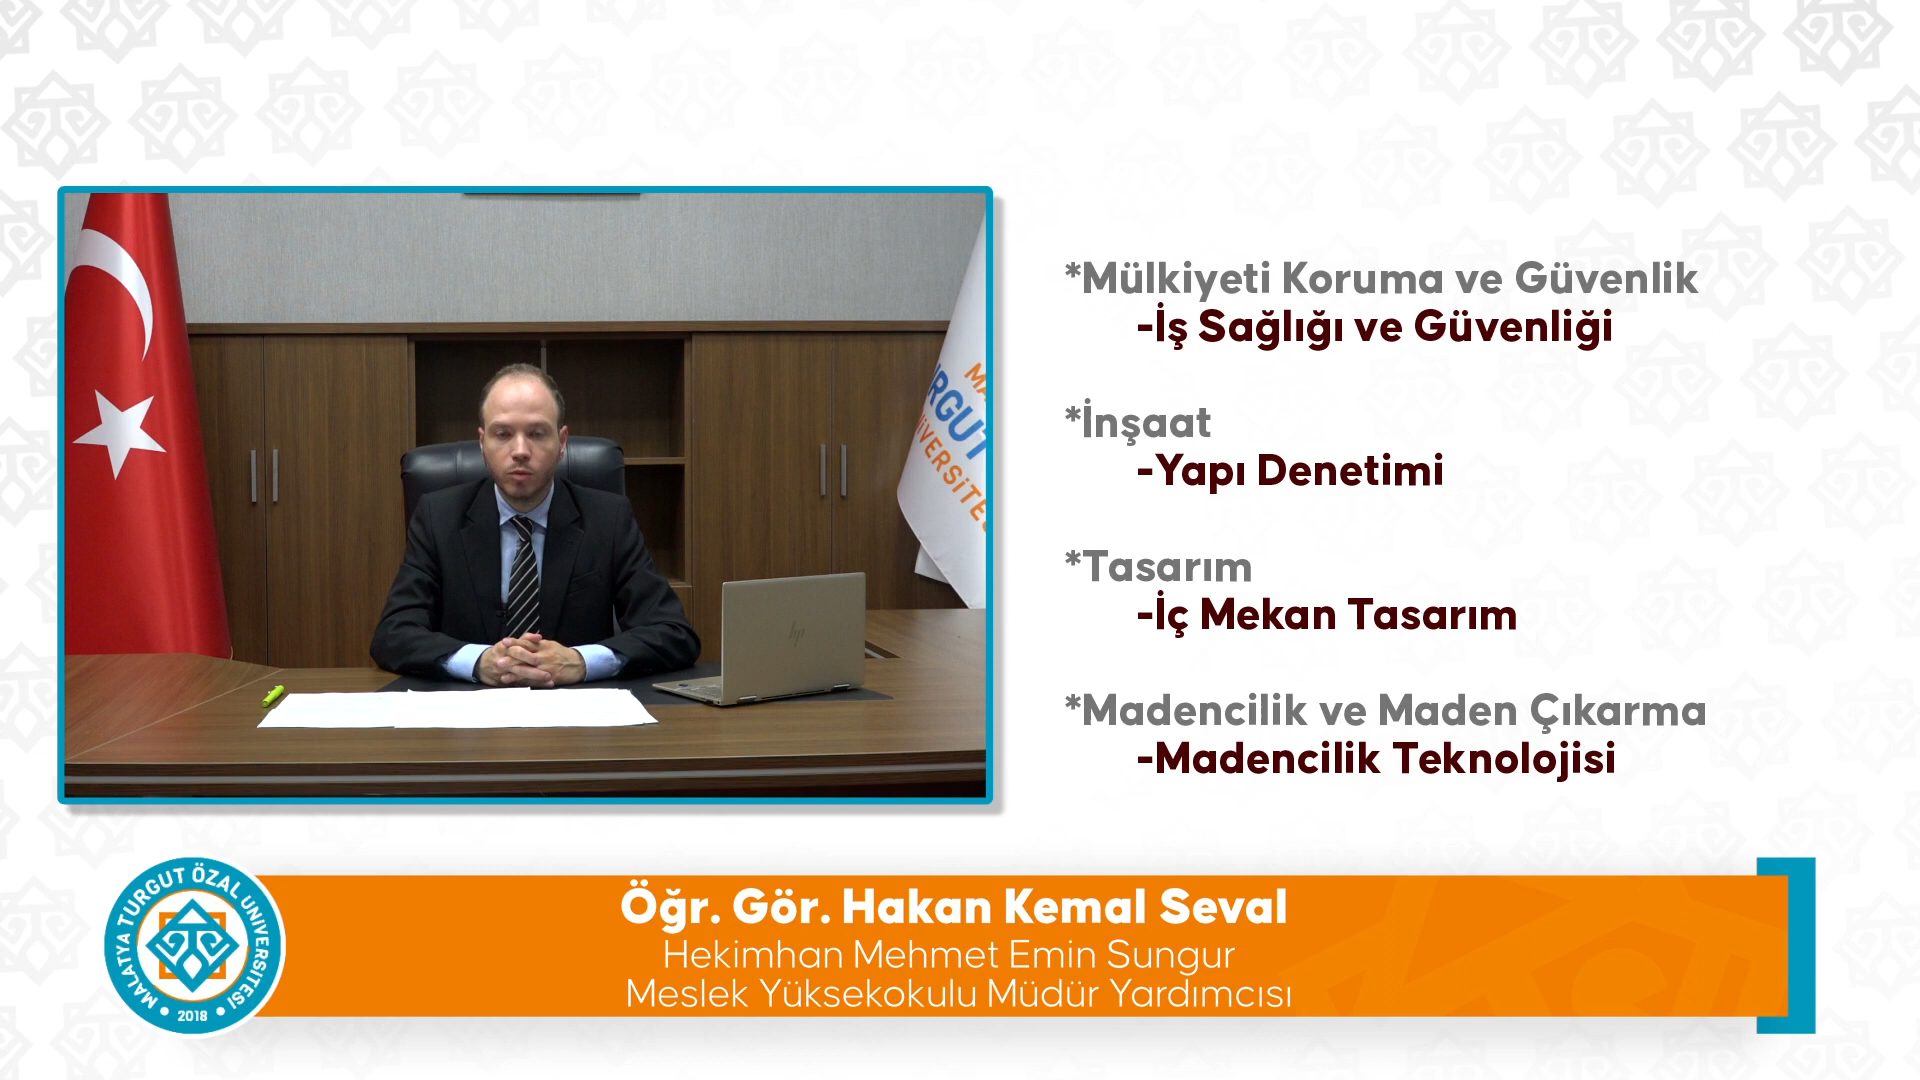 *Mülkiyeti Koruma ve Güvenlik
-İş Sağlığı ve Güvenliği
*İnşaat
-Yapı Denetimi
*Tasarım
-İç Mekan Tasarım
*Madencilik ve Maden Çıkarma
-Madencilik Teknolojisi
hp
Öğr. Gör. Hakan Kemal Seval
Hekimhan Mehmet Emin Sungur
Meslek Yüksekokulu Müdür Yardımcısı
MALATYA TURGUT ÖZAL ÜNİVERSİTESİ
2018